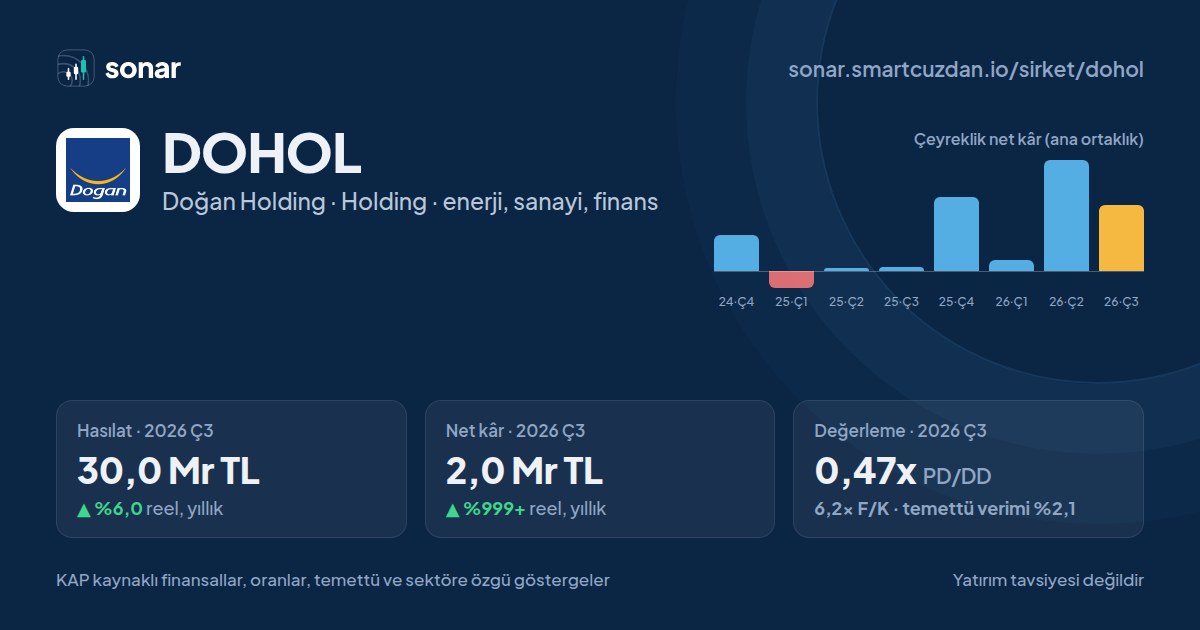 sonar
sonar.smartcuzdan.io/sirket/dohol
Doğan
DOHOL
Doğan Holding · Holding · enerji, sanayi, finans
Çeyreklik net kâr (ana ortaklık)
24·Ç4 25·Ç1 25·Ç2 25·Ç3 25·Ç4 26·Ç1 26·Ç2 26·Ç3
Hasılat · 2026 Ç3
30,0 Mr TL
▲ %6,0 reel, yıllık
Net kâr · 2026 Ç3
2,0 Mr TL
▲ %999+ reel, yıllık
Değerleme · 2026 Ç3
0,47x PD/DD
6,2× F/K · temettü verimi %2,1
KAP kaynaklı finansallar, oranlar, temettü ve sektöre özgü göstergeler
Yatırım tavsiyesi değildir